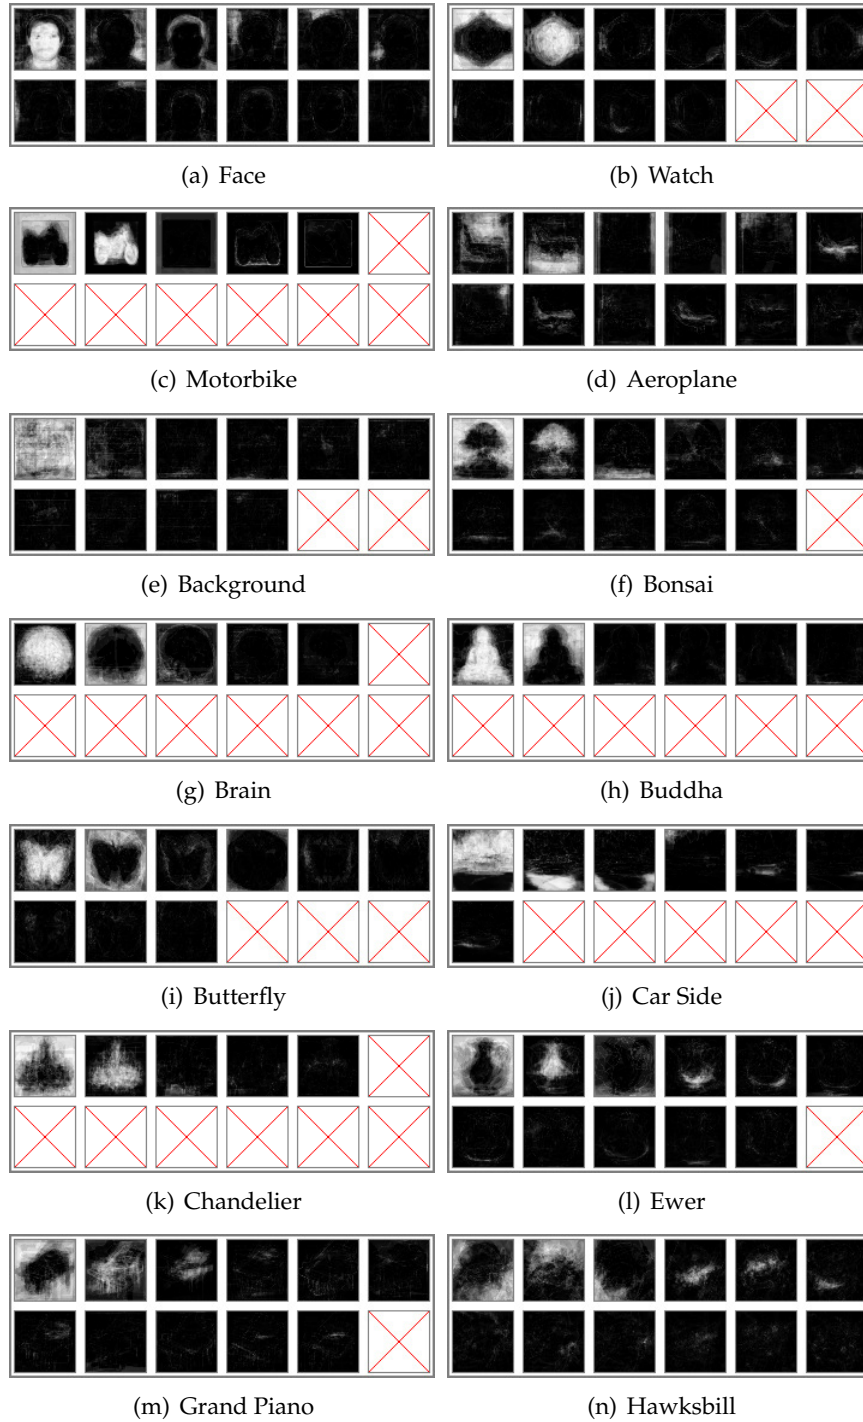 (a) Face
(b) Watch
(c) Motorbike
(d) Aeroplane
(e) Background
(f) Bonsai
(g) Brain
(h) Buddha
(i) Butterfly
(j) Car Side
(k) Chandelier
(l) Ewer
(m) Grand Piano
(n) Hawksbill